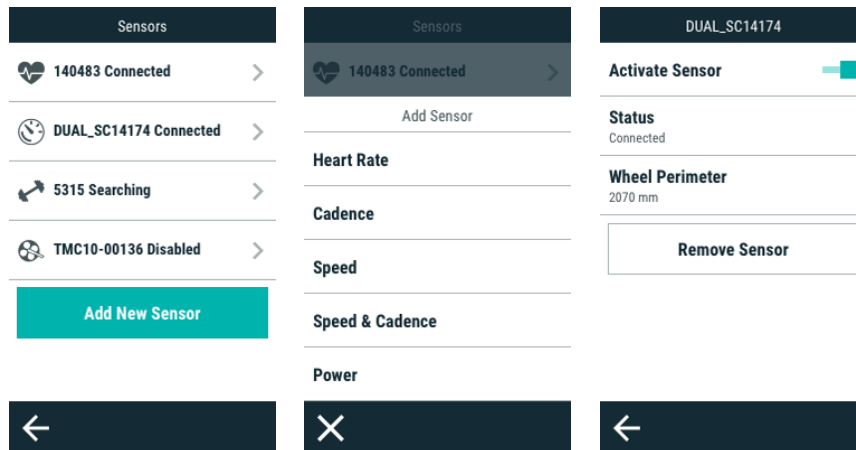 Sensors
140483 Connected
DUAL_SC14174 Connected
5315 Searching
TMC10-00136 Disabled
Add New Sensor
Sensors
140483 Connected
Add Sensor
Heart Rate
Cadence
Speed
Speed & Cadence
Power
DUAL_SC14174
Activate Sensor
Status
Connected
Wheel Perimeter
2070 mm
Remove Sensor